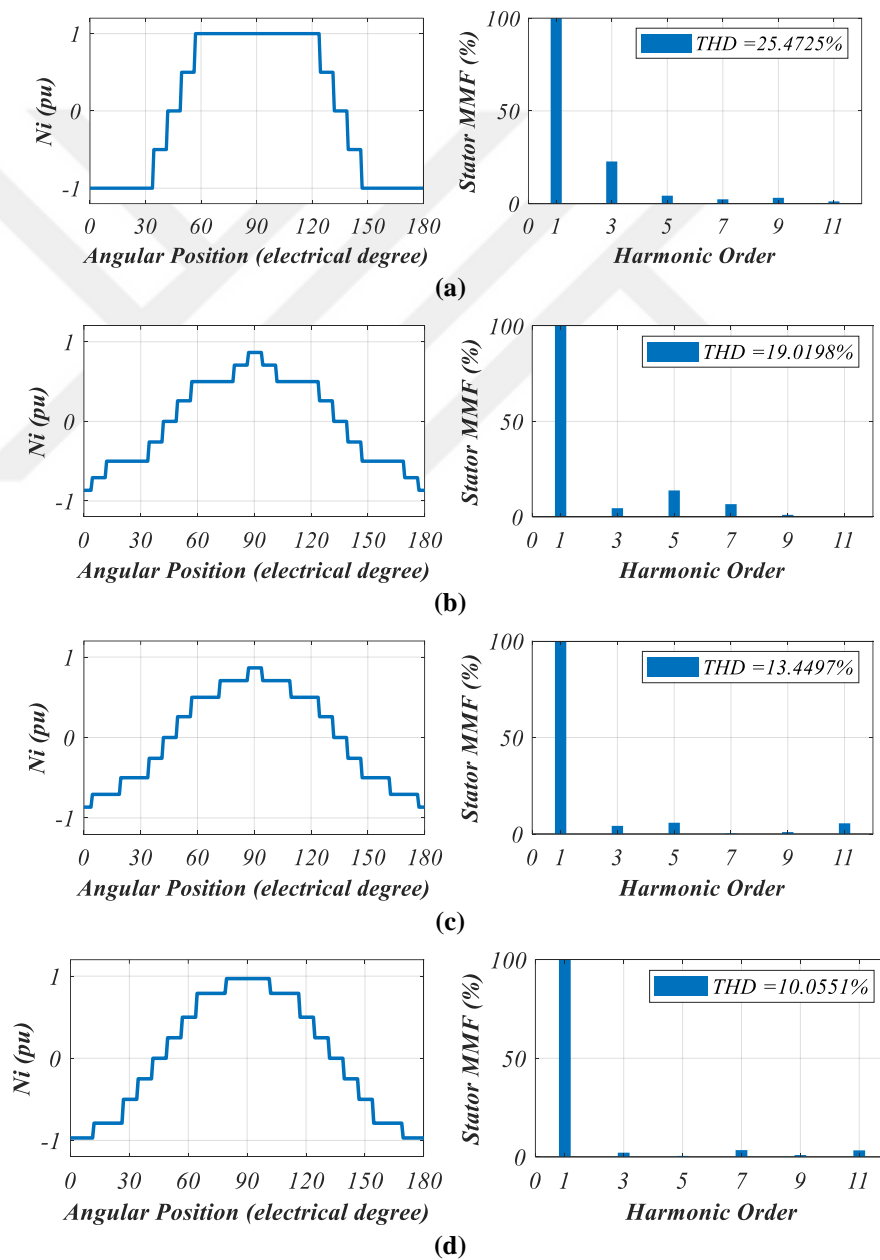 1
0
-1
Ni (pu)
0 30 60 90 120 150 180
Angular Position (electrical degree)
100
50
0
Stator MMF (%)
THD =25.4725%
0 1 3 5 7 9 11
Harmonic Order
(a)
1
0
-1
Ni (pu)
0 30 60 90 120 150 180
Angular Position (electrical degree)
100
50
0
Stator MMF (%)
THD =19.0198%
0 1 3 5 7 9 11
Harmonic Order
(b)
1
0
-1
Ni (pu)
0 30 60 90 120 150 180
Angular Position (electrical degree)
100
50
0
Stator MMF (%)
THD =13.4497%
0 1 3 5 7 9 11
Harmonic Order
(c)
1
0
-1
Ni (pu)
0 30 60 90 120 150 180
Angular Position (electrical degree)
100
50
0
Stator MMF (%)
THD =10.0551%
0 1 3 5 7 9 11
Harmonic Order
(d)